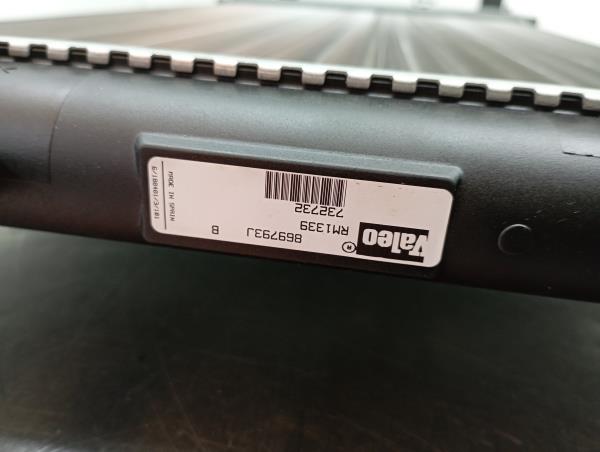 Valeo®
RM1339
732732
869793J B
MADE IN SPAIN